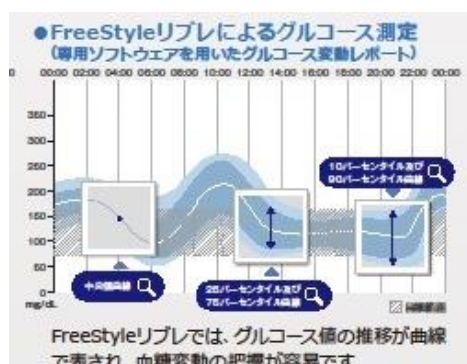 ●FreeStyleリブレによるグルコース測定
(専用ソフトウェアを用いたグルコース変動レポート)
00:00 02:00 04:00 06:00 08:00 10:00 12:00 14:00 16:00 18:00 20:00 22:00 00:00
350
300
250
200
150
100
50
0
mg/dL
10パーセンタイル及び
90パーセンタイル曲線
中央値曲線
25パーセンタイル及び
75パーセンタイル曲線
FreeStyleリブレでは、グルコース値の推移が曲線
で表され、血糖変動の把握が容易です